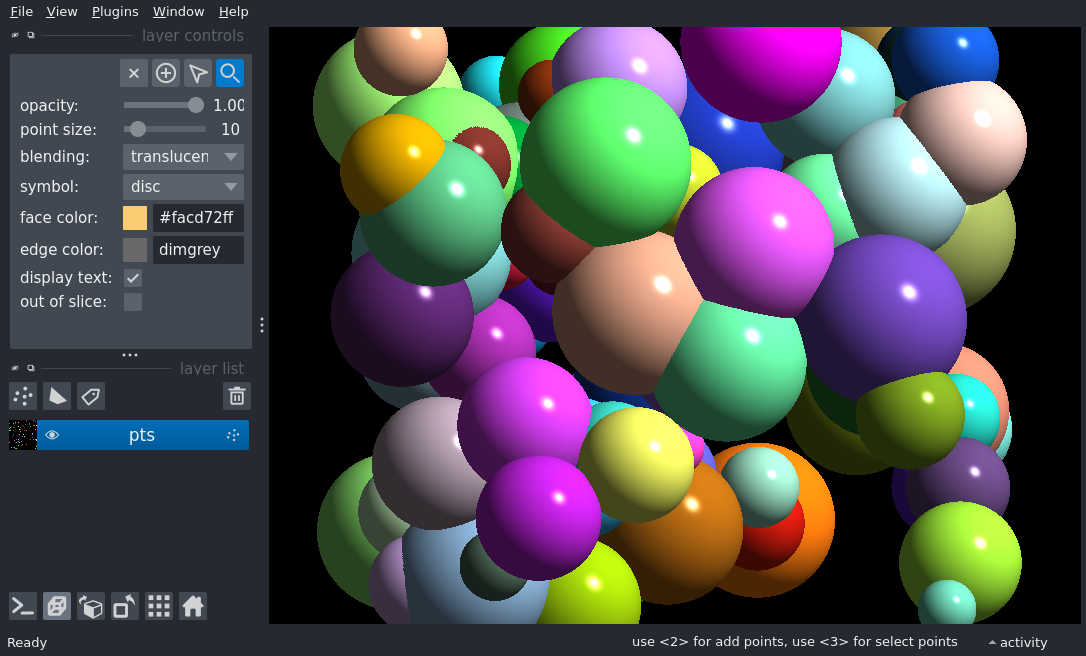 File View Plugins Window Help
layer controls
opacity: 1.00
point size: 10
blending: translucen
symbol: disc
face color: #facd72ff
edge color: dimgrey
display text:
out of slice:
layer list
pts
Ready
use <2> for add points, use <3> for select points
activity